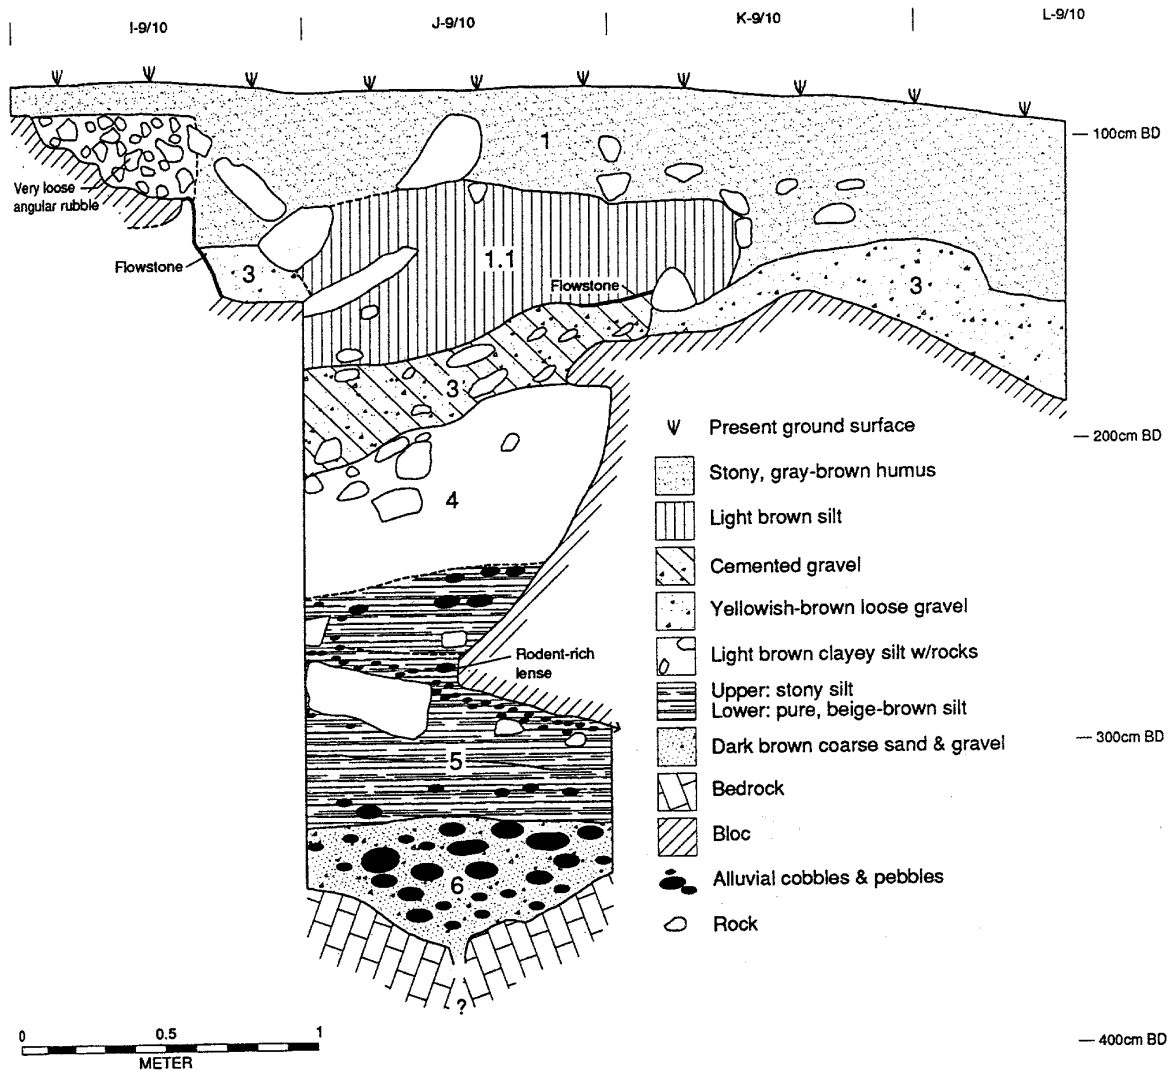 I-9/10
J-9/10
K-9/10
L-9/10
100cm BD
1
Very loose
angular rubble
Flowstone
3
1.1
Flowstone
3
3
200cm BD
4
Rodent-rich
lense
5
6
?
Present ground surface
Stony, gray-brown humus
Light brown silt
Cemented gravel
Yellowish-brown loose gravel
Light brown clayey silt w/rocks
Upper: stony silt
Lower: pure, beige-brown silt
Dark brown coarse sand & gravel
Bedrock
Bloc
Alluvial cobbles & pebbles
Rock
300cm BD
400cm BD
0
0.5
1
METER